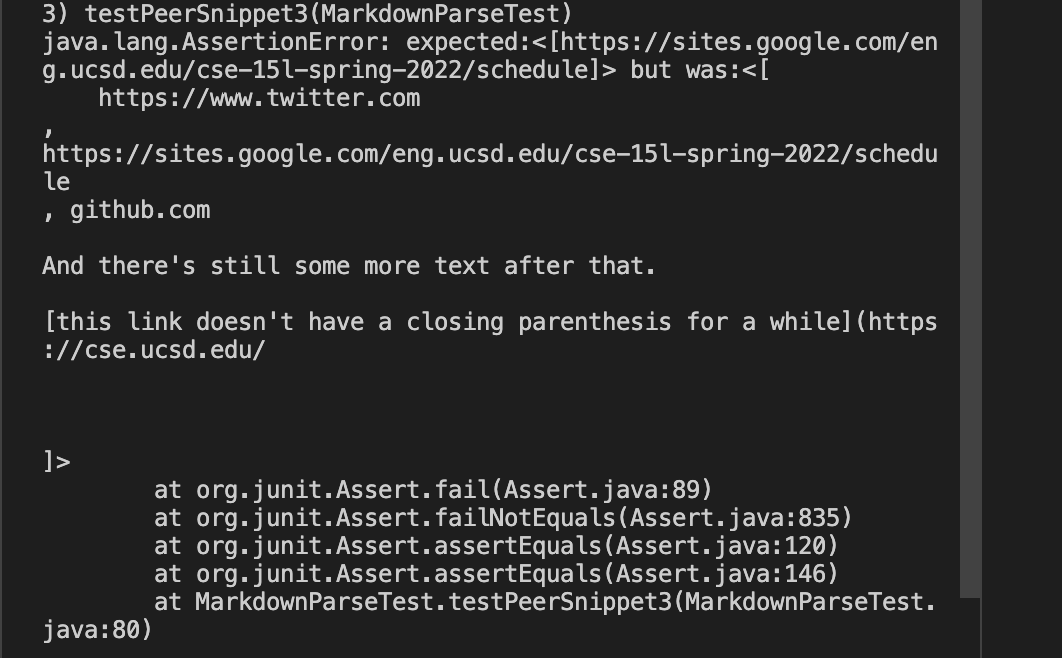 3) testPeerSnippet3(MarkdownParseTest)
java.lang.AssertionError: expected:<[https://sites.google.com/en
g.ucsd.edu/cse-15l-spring-2022/schedule]> but was:<[
    https://www.twitter.com
,
https://sites.google.com/eng.ucsd.edu/cse-15l-spring-2022/schedu
le
, github.com

And there's still some more text after that.

[this link doesn't have a closing parenthesis for a while](https
://cse.ucsd.edu/



]>
        at org.junit.Assert.fail(Assert.java:89)
        at org.junit.Assert.failNotEquals(Assert.java:835)
        at org.junit.Assert.assertEquals(Assert.java:120)
        at org.junit.Assert.assertEquals(Assert.java:146)
        at MarkdownParseTest.testPeerSnippet3(MarkdownParseTest.
java:80)